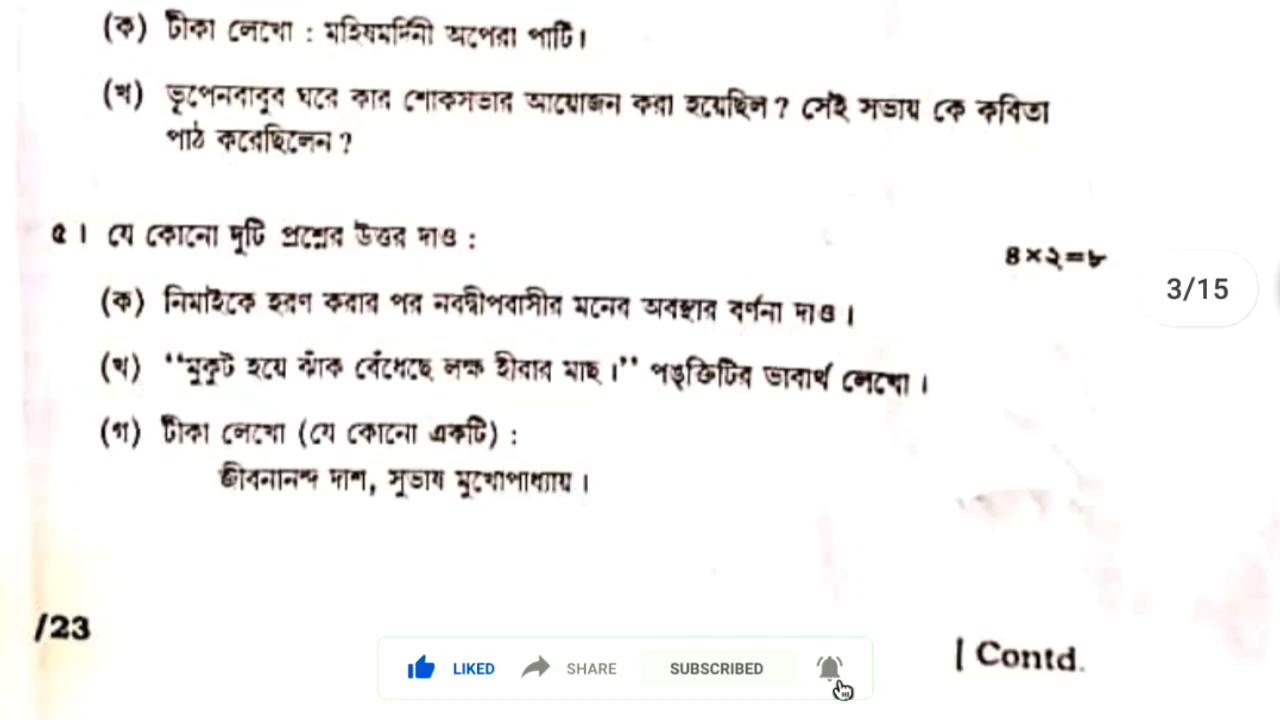 (ক) টীকা লেখো : মহিষমর্দিনী অপেরা পার্টি।
(খ) ভূপেনবাবুর ঘরে কার শোকসভার আয়োজন করা হয়েছিল ? সেই সভায় কে কবিতা
পাঠ করেছিলেন ?
৫। যে কোনো দুটি প্রশ্নের উত্তর দাও :
৪×২=৮
3/15
(ক) নিমাইকে হরণ করার পর নবদ্বীপবাসীর মনের অবস্থার বর্ণনা দাও।
(খ) “মুকুট হয়ে ঝাঁক বেঁধেছে লক্ষ হীরার মাছ।” পঙ্‌ক্তিটির ভাবার্থ লেখো।
(গ) টীকা লেখো (যে কোনো একটি) :
জীবনানন্দ দাশ, সুভাষ মুখোপাধ্যায়।
/23
LIKED SHARE SUBSCRIBED
| Contd.